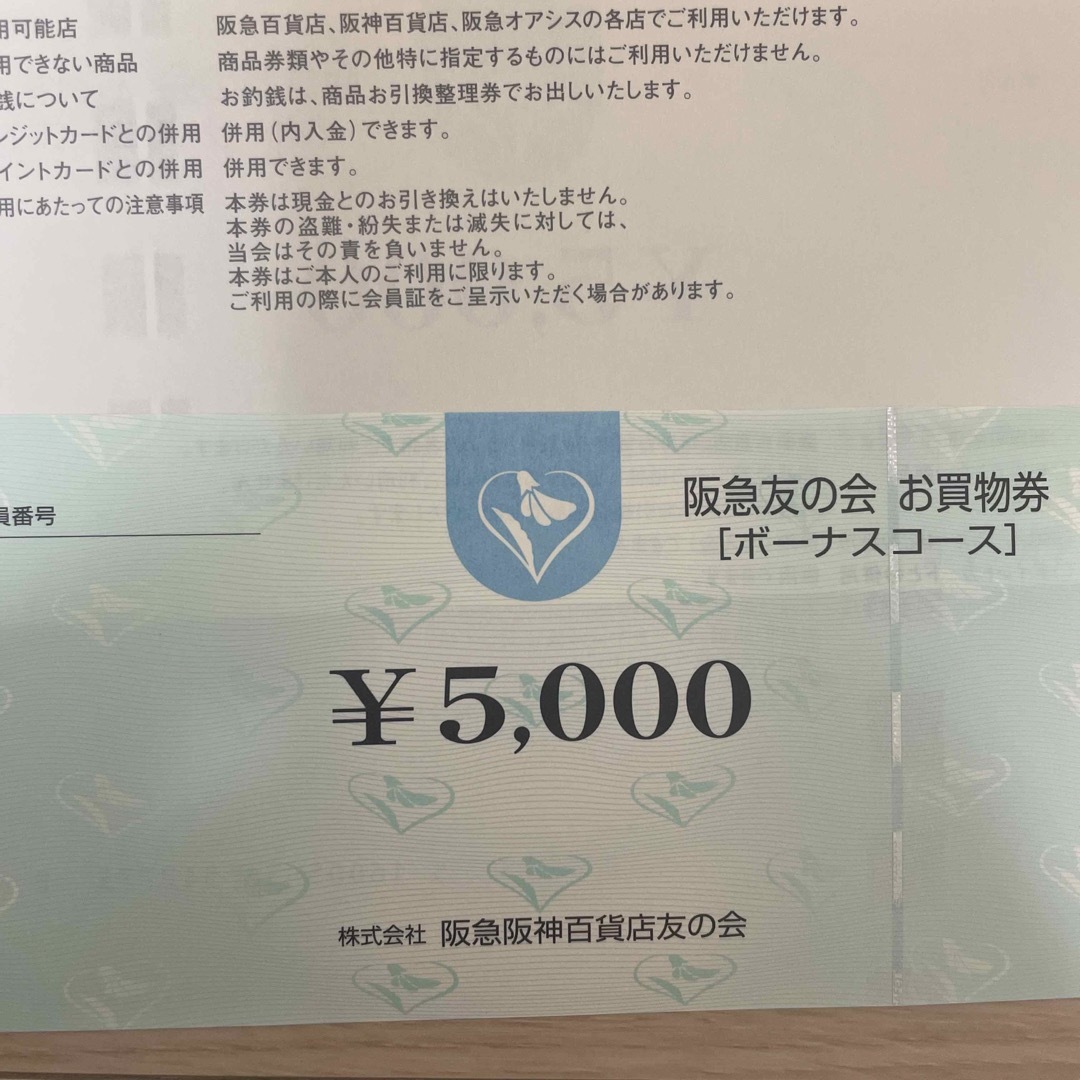 用可能店 阪急百貨店、阪神百貨店、阪急オアシスの各店でご利用いただけます。
用できない商品 商品券類やその他特に指定するものにはご利用いただけません。
銭について お釣銭は、商品お引換整理券でお出しいたします。
レジットカードとの併用 併用(内入金)できます。
イントカードとの併用 併用できます。
用にあたっての注意事項 本券は現金とのお引き換えはいたしません。
本券の盗難・紛失または滅失に対しては、
当会はその責を負いません。
本券はご本人のご利用に限ります。
ご利用の際に会員証をご呈示いただく場合があります。
員番号
阪急友の会 お買物券
[ボーナスコース]
¥5,000
株式会社 阪急阪神百貨店友の会